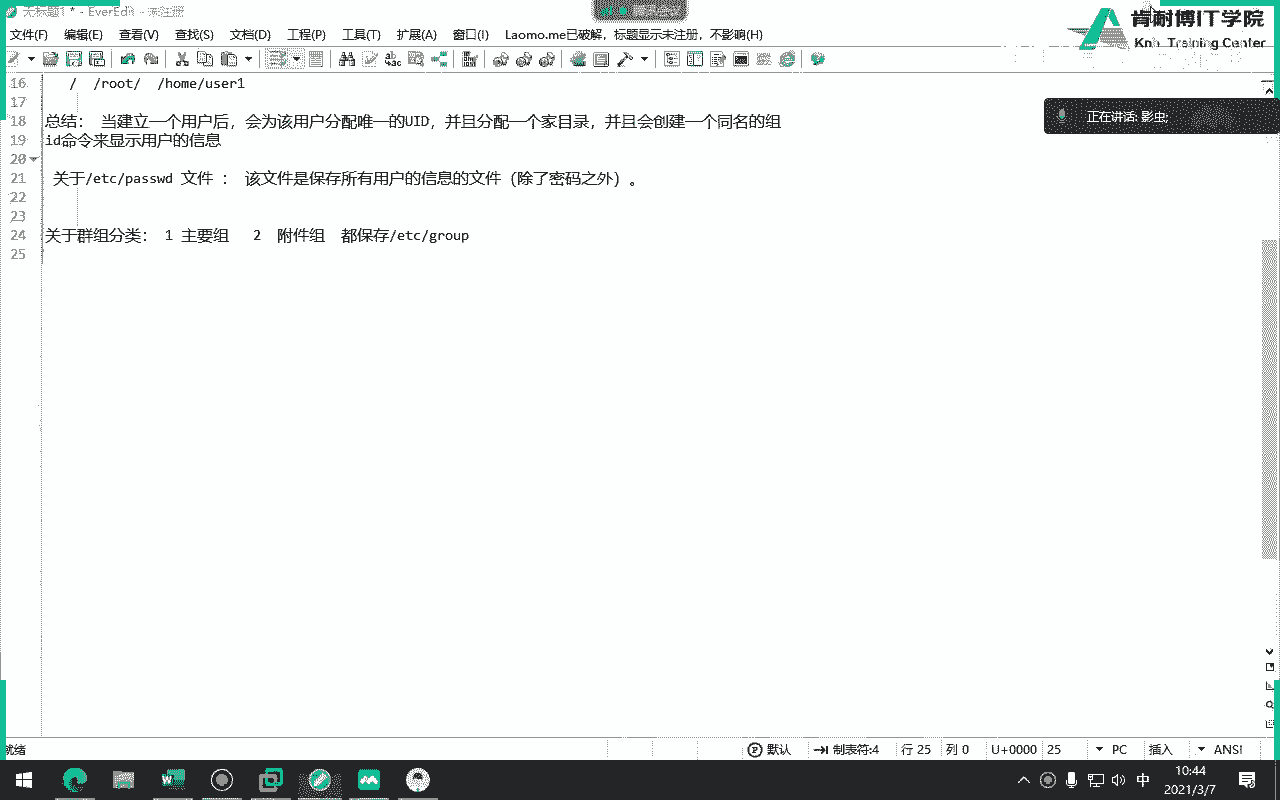 无标题1 * - EverEdit - 未注册
文件(F) 编辑(E) 查看(V) 查找(S) 文档(D) 工程(P) 工具(T) 扩展(A) 窗口(I) Laomo.me已破解，标题显示未注册，不影响(H)
肯耐博IT学院
Training Center
正在讲话: 影虫;
16 / /root/ /home/user1
17
18 总结： 当建立一个用户后，会为该用户分配唯一的UID，并且分配一个家目录，并且会创建一个同名的组
19 id命令来显示用户的信息
20
21 关于/etc/passwd 文件 ： 该文件是保存所有用户的信息的文件（除了密码之外）。
22
23
24 关于群组分类： 1 主要组 2 附件组 都保存/etc/group
25
就绪 默认 制表符:4 行 25 列 0 U+0000 25 PC 插入 ANSI
中 10:44
2021/3/7